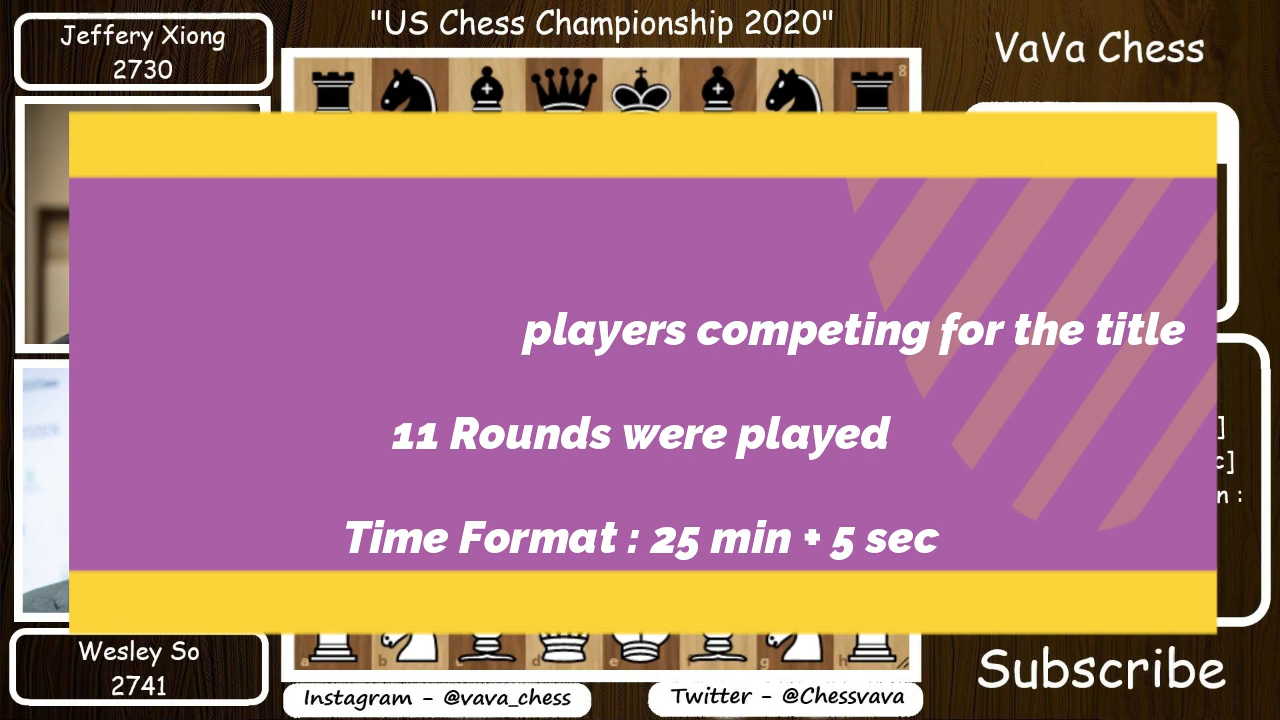 Jeffery Xiong
2730
"US Chess Championship 2020"
VaVa Chess
8
players competing for the title
11 Rounds were played
Time Format : 25 min + 5 sec
]
c]
n :
Wesley So
2741
a b c d e g h
Instagram - @vava_chess
Twitter - @Chessvava
Subscribe